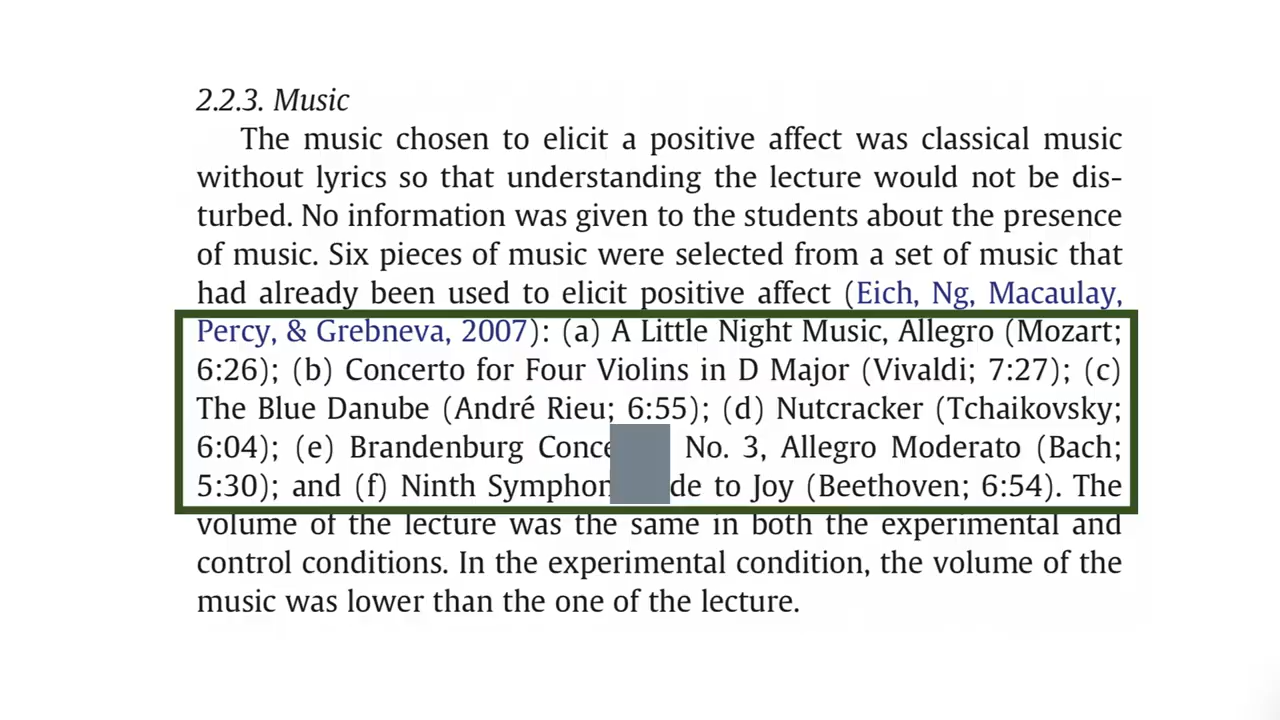 2.2.3. Music
The music chosen to elicit a positive affect was classical music
without lyrics so that understanding the lecture would not be dis-
turbed. No information was given to the students about the presence
of music. Six pieces of music were selected from a set of music that
had already been used to elicit positive affect (Eich, Ng, Macaulay,
Percy, & Grebneva, 2007): (a) A Little Night Music, Allegro (Mozart;
6:26); (b) Concerto for Four Violins in D Major (Vivaldi; 7:27); (c)
The Blue Danube (André Rieu; 6:55); (d) Nutcracker (Tchaikovsky;
6:04); (e) Brandenburg No. 3, Allegro Moderato (Bach;
5:30); and (f) Ninth to Joy (Beethoven; 6:54). The
volume of the lecture was the same in both the experimental and
control conditions. In the experimental condition, the volume of the
music was lower than the one of the lecture.